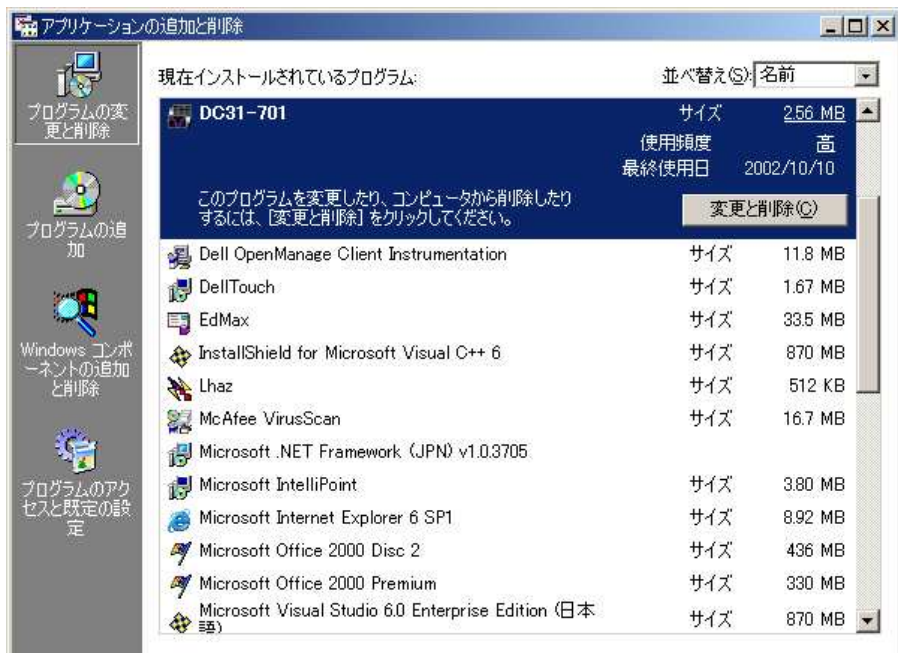 アプリケーションの追加と削除
プログラムの変
更と削除
プログラムの追
加
Windows コンポ
ーネントの追加
と削除
プログラムのアク
セスと既定の設
定
現在インストールされているプログラム:
並べ替え(S): 名前
DC31-701 サイズ 2.56 MB
使用頻度 高
最終使用日 2002/10/10
このプログラムを変更したり、コンピュータから削除したり
するには、[変更と削除] をクリックしてください。
変更と削除(C)
Dell OpenManage Client Instrumentation サイズ 11.8 MB
DellTouch サイズ 1.67 MB
EdMax サイズ 33.5 MB
InstallShield for Microsoft Visual C++ 6 サイズ 870 MB
Lhaz サイズ 512 KB
McAfee VirusScan サイズ 16.7 MB
Microsoft .NET Framework (JPN) v1.0.3705
Microsoft IntelliPoint サイズ 3.80 MB
Microsoft Internet Explorer 6 SP1 サイズ 8.92 MB
Microsoft Office 2000 Disc 2 サイズ 436 MB
Microsoft Office 2000 Premium サイズ 330 MB
Microsoft Visual Studio 6.0 Enterprise Edition (日本
語) サイズ 870 MB